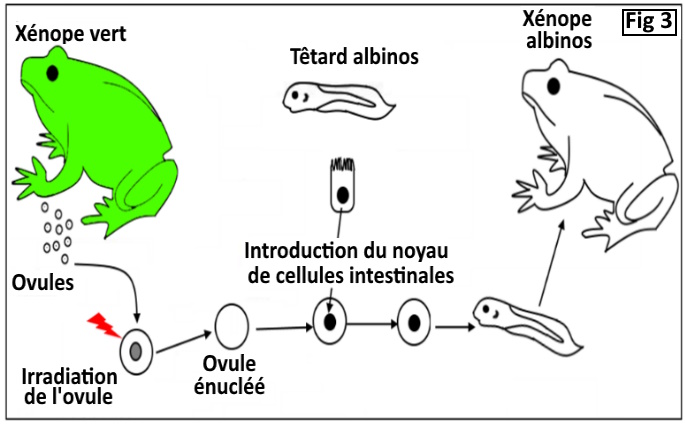 Xénope vert
Têtard albinos
Xénope
albinos
Fig 3
Introduction du noyau
de cellules intestinales
Ovules
Irradiation
de l'ovule
Ovule
énucléé